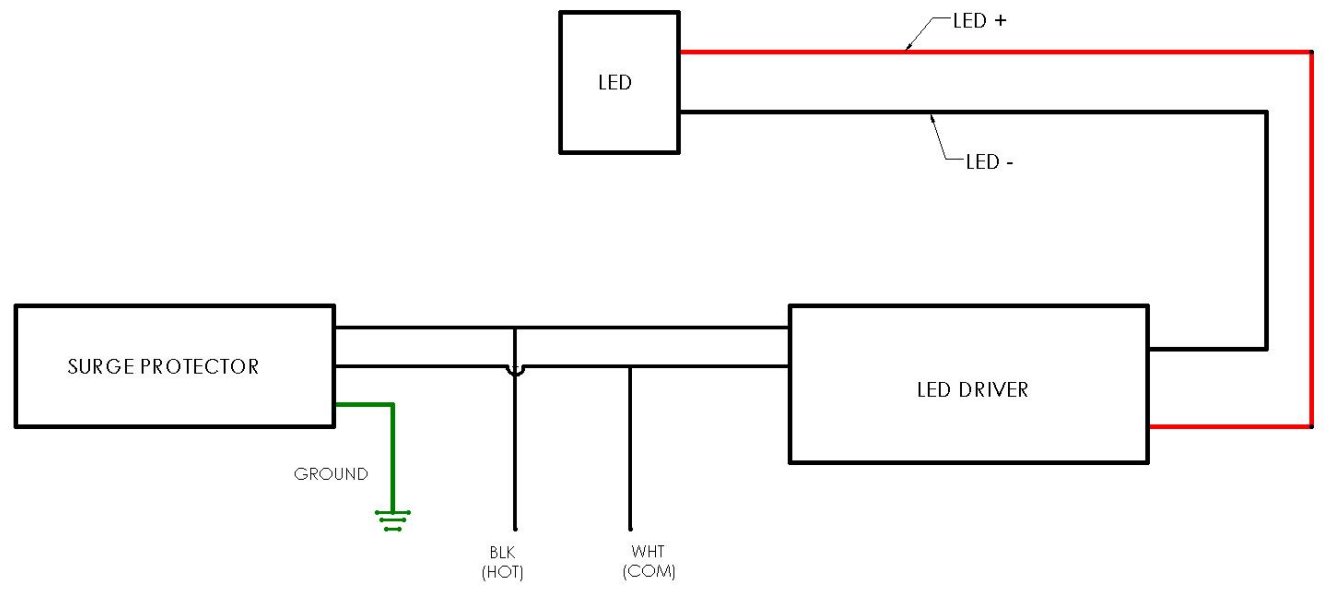 LED +
LED
LED -
SURGE PROTECTOR
LED DRIVER
GROUND
BLK
(HOT)
WHT
(COM)